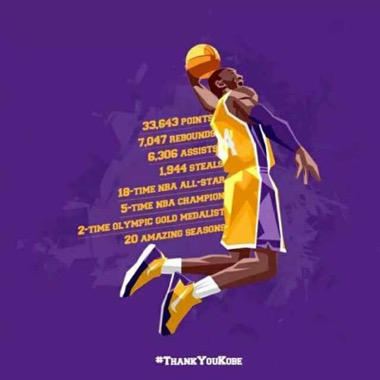 33,643 POINTS
7,047 REBOUNDS
6,306 ASSISTS
1,944 STEALS
18-TIME NBA ALL-STAR
5-TIME NBA CHAMPION
2-TIME OLYMPIC GOLD MEDALIST
20 AMAZING SEASONS
#THANKYOUKOBE